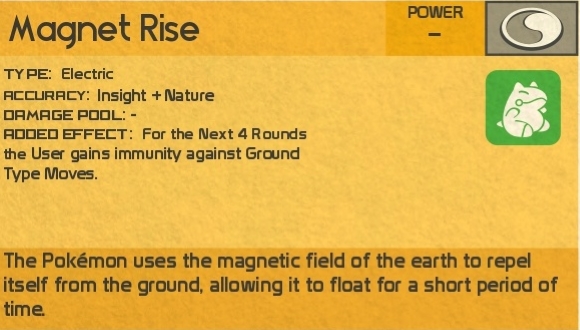 Magnet Rise
POWER
–
TYPE: Electric
ACCURACY: Insight + Nature
DAMAGE POOL: -
ADDED EFFECT: For the Next 4 Rounds
the User gains immunity against Ground
Type Moves.
The Pokémon uses the magnetic field of the earth to repel
itself from the ground, allowing it to float for a short period of
time.